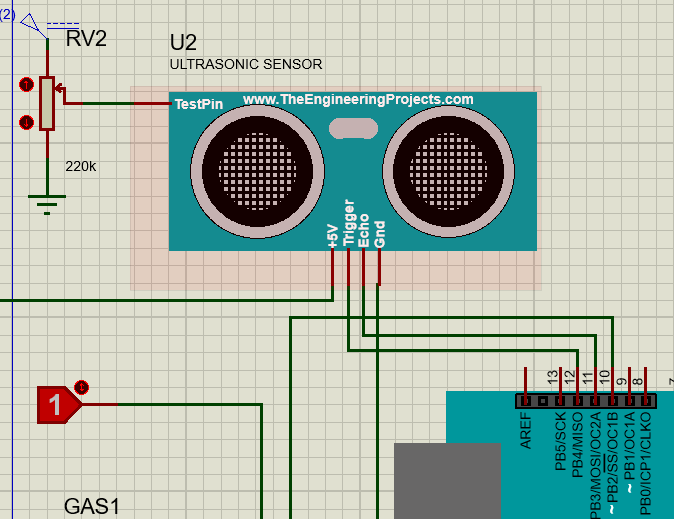 (2)
RV2
220k
U2
ULTRASONIC SENSOR
www.TheEngineeringProjects.com
TestPin
+5V
Trigger
Echo
Gnd
1
GAS1
13
12
11
10
9
8
AREF
PB5/SCK
PB4/MISO
PB3/MOSI/OC2A
~ PB2/SS/OC1B
~ PB1/OC1A
PB0/ICP1/CLKO